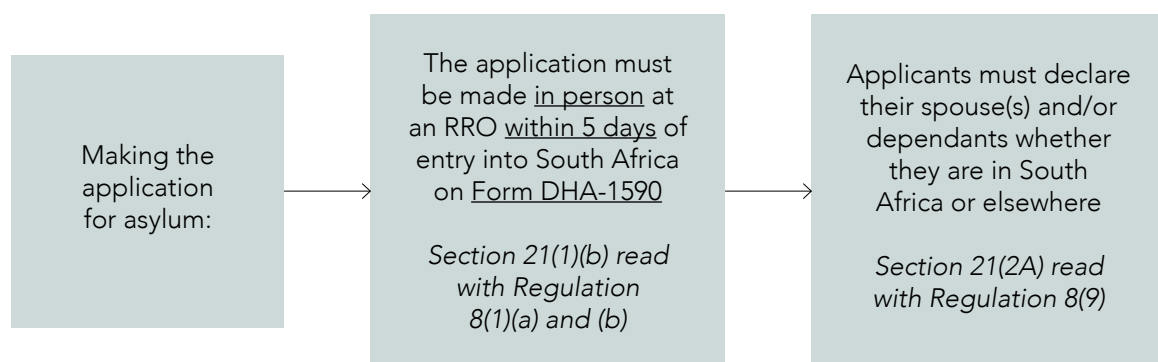 Making the
application
for asylum:
The application must
be made in person at
an RRO within 5 days of
entry into South Africa
on Form DHA-1590
Section 21(1)(b) read
with Regulation
8(1)(a) and (b)
Applicants must declare
their spouse(s) and/or
dependants whether
they are in South
Africa or elsewhere
Section 21(2A) read
with Regulation 8(9)